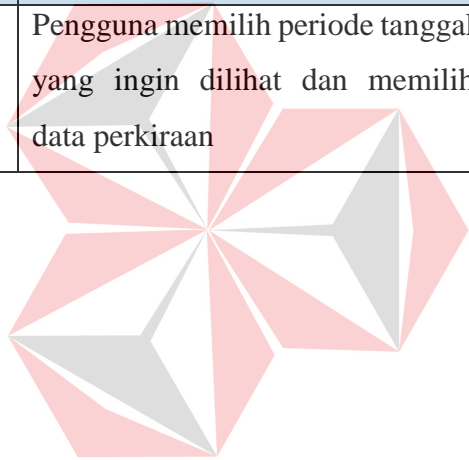 Pengguna memilih periode tanggal
yang ingin dilihat dan memilih
data perkiraan